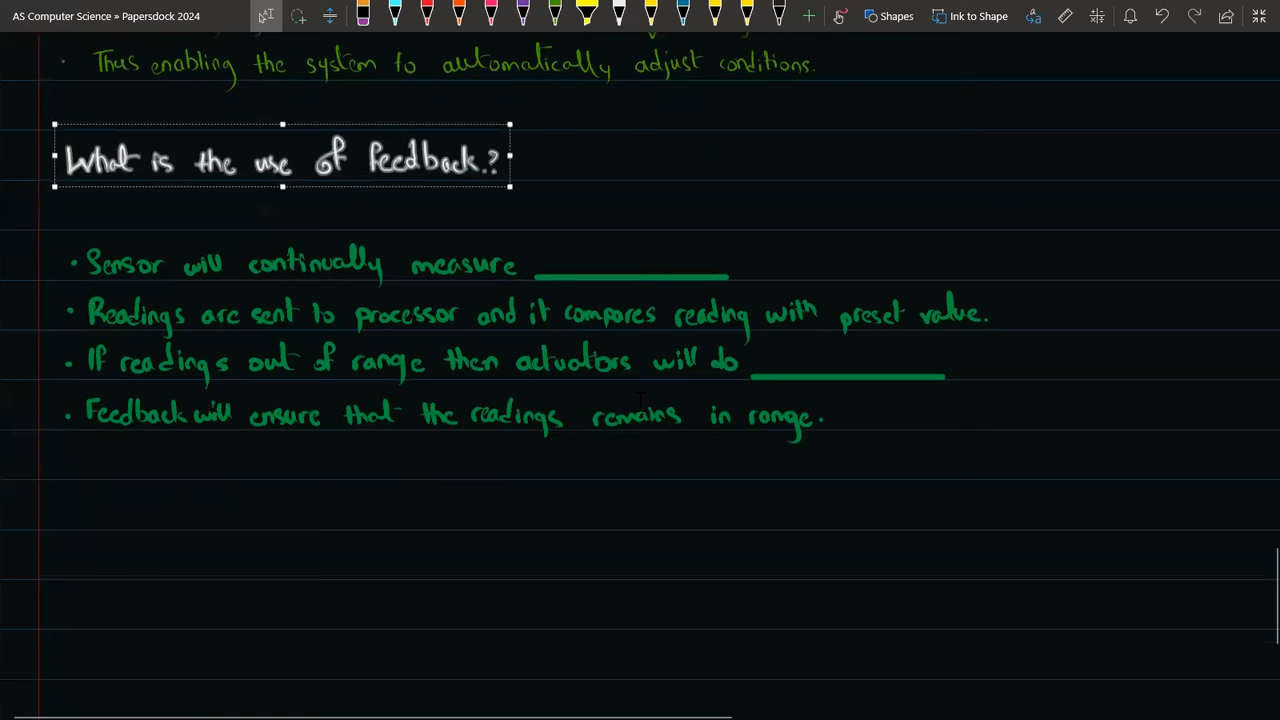 AS Computer Science » Papersdock 2024
Shapes
Ink to Shape
• Thus enabling the system to automatically adjust conditions.
What is the use of feedback?
• Sensor will continually measure
• Readings are sent to processor and it compares reading with preset value.
• If readings out of range then actuators will do
• Feedback will ensure that the readings remains in range.